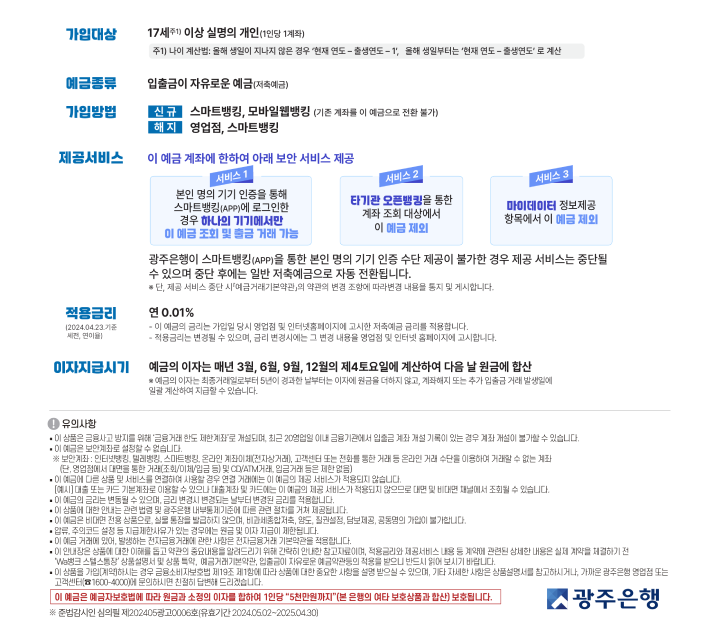 가입대상
17세주1) 이상 실명의 개인(1인당 1계좌)
주1) 나이 계산법: 올해 생일이 지나지 않은 경우 '현재 연도 – 출생연도 – 1', 올해 생일부터는 '현재 연도 – 출생연도' 로 계산
예금종류
입출금이 자유로운 예금(저축예금)
가입방법
신 규 스마트뱅킹, 모바일웹뱅킹 (기존 계좌를 이 예금으로 전환 불가)
해 지 영업점, 스마트뱅킹
제공서비스
이 예금 계좌에 한하여 아래 보안 서비스 제공
서비스 1
본인 명의 기기 인증을 통해
스마트뱅킹(APP)에 로그인한
경우 하나의 기기에서만
이 예금 조회 및 출금 거래 가능
서비스 2
타기관 오픈뱅킹을 통한
계좌 조회 대상에서
이 예금 제외
서비스 3
마이데이터 정보제공
항목에서 이 예금 제외
광주은행이 스마트뱅킹(APP)을 통한 본인 명의 기기 인증 수단 제공이 불가한 경우 제공 서비스는 중단될
수 있으며 중단 후에는 일반 저축예금으로 자동 전환됩니다.
※ 단, 제공 서비스 중단 시『예금거래기본약관』의 약관의 변경 조항에 따라변경 내용을 통지 및 게시합니다.
적용금리
(2024.04.23.기준
세전, 연이율)
연 0.01%
- 이 예금의 금리는 가입일 당시 영업점 및 인터넷홈페이지에 고시한 저축예금 금리를 적용합니다.
- 적용금리는 변경될 수 있으며, 금리 변경시에는 그 변경 내용을 영업점 및 인터넷 홈페이지에 고시합니다.
이자지급시기
예금의 이자는 매년 3월, 6월, 9월, 12월의 제4토요일에 계산하여 다음 날 원금에 합산
※ 예금의 이자는 최종거래일로부터 5년이 경과한 날부터는 이자에 원금을 더하지 않고, 계좌해지 또는 추가 입출금 거래 발생일에
일괄 계산하여 지급할 수 있습니다.
! 유의사항
• 이 상품은 금융사고 방지를 위해 '금융거래 한도 제한계좌'로 개설되며, 최근 20영업일 이내 금융기관에서 입출금 계좌 개설 기록이 있는 경우 계좌 개설이 불가할 수 있습니다.
• 이 예금은 보안계좌로 설정할 수 없습니다.
※ 보안계좌 : 인터넷뱅킹, 텔레뱅킹, 스마트뱅킹, 온라인 계좌이체(전자상거래), 고객센터 또는 전화를 통한 거래 등 온라인 거래 수단을 이용하여 거래할 수 없는 계좌
(단, 영업점에서 대면을 통한 거래(조회/이체/입금 등) 및 CD/ATM거래, 입금거래 등은 제한 없음)
• 이 예금에 다른 상품 및 서비스를 연결하여 사용할 경우 연결 거래에는 이 예금의 제공 서비스가 적용되지 않습니다.
(예시) 대출 또는 카드 기본계좌로 이용할 수 있으나 대출계좌 및 카드에는 이 예금의 제공 서비스가 적용되지 않으므로 대면 및 비대면 채널에서 조회될 수 있습니다.
• 이 예금의 금리는 변동될 수 있으며, 금리 변경시 변경되는 날부터 변경된 금리를 적용합니다.
• 이 상품에 대한 안내는 관련 법령 및 광주은행 내부통제기준에 따른 관련 절차를 거쳐 제공됩니다.
• 이 예금은 비대면 전용 상품으로, 실물 통장을 발급하지 않으며, 비과세종합저축, 양도, 질권설정, 담보제공, 공동명의 가입이 불가합니다.
• 압류, 주의코드 설정 등 지급제한사유가 있는 경우에는 원금 및 이자 지급이 제한됩니다.
• 이 예금 거래에 있어, 발생하는 전자금융거래에 관한 사항은 전자금융거래 기본약관을 적용합니다.
• 이 안내장은 상품에 대한 이해를 돕고 약관의 중요내용을 알려드리기 위해 간략히 안내한 참고자료이며, 적용금리와 제공서비스 내용 등 계약에 관련된 상세한 내용은 실제 계약을 체결하기 전
'Wa뱅크 스텔스통장' 상품설명서 및 상품 특약, 예금거래기본약관, 입출금이 자유로운 예금약관등의 적용을 받으니 반드시 읽어 보시기 바랍니다.
• 이 상품을 가입(계약)하시는 경우 금융소비자보호법 제19조 제1항에 따라 상품에 대한 중요한 사항을 설명 받으실 수 있으며, 기타 자세한 사항은 상품설명서를 참고하시거나, 가까운 광주은행 영업점 또는
고객센터(☎1600-4000)에 문의하시면 친절히 답변해 드리겠습니다.
이 예금은 예금자보호법에 따라 원금과 소정의 이자를 합하여 1인당 "5천만원까지"(본 은행의 여타 보호상품과 합산) 보호됩니다.
광주은행
※ 준법감시인 심의필 제202405광고0006호(유효기간 2024.05.02~2025.04.30)